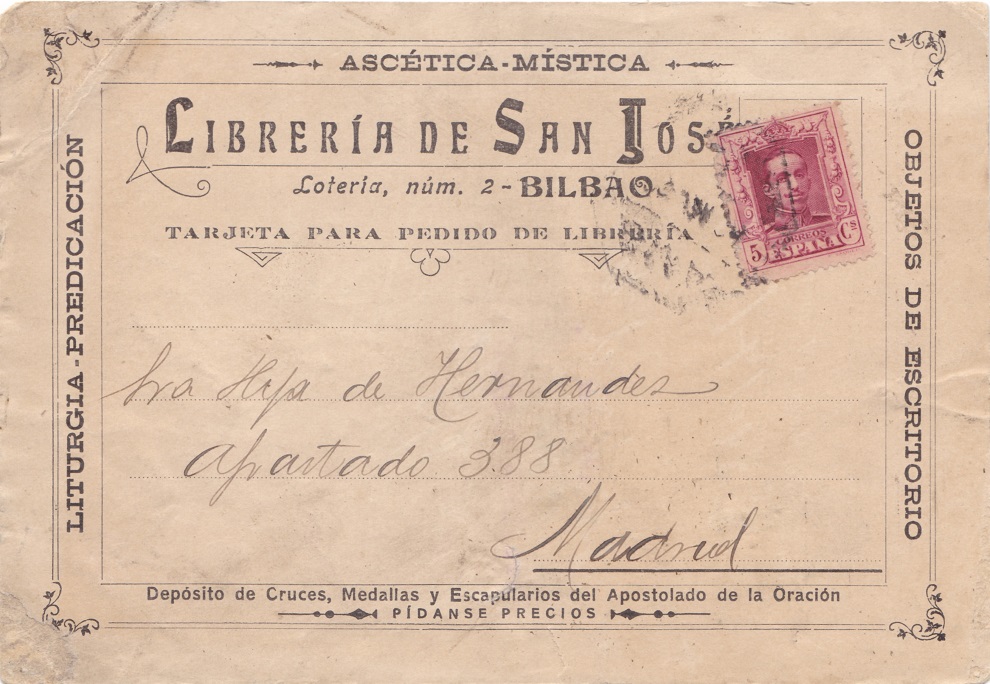 ASCÉTICA-MÍSTICA
LIBRERÍA DE SAN JOSÉ
Lotería, núm. 2 - BILBAO
TARJETA PARA PEDIDO DE LIBRERÍA
LITURGIA-PREDICACIÓN
OBJETOS DE ESCRITORIO
CORREOS
5 ESPAÑA Cs
Sra Hija de Hernandez
Apartado 388
Madrid
Depósito de Cruces, Medallas y Escapularios del Apostolado de la Oración
PÍDANSE PRECIOS